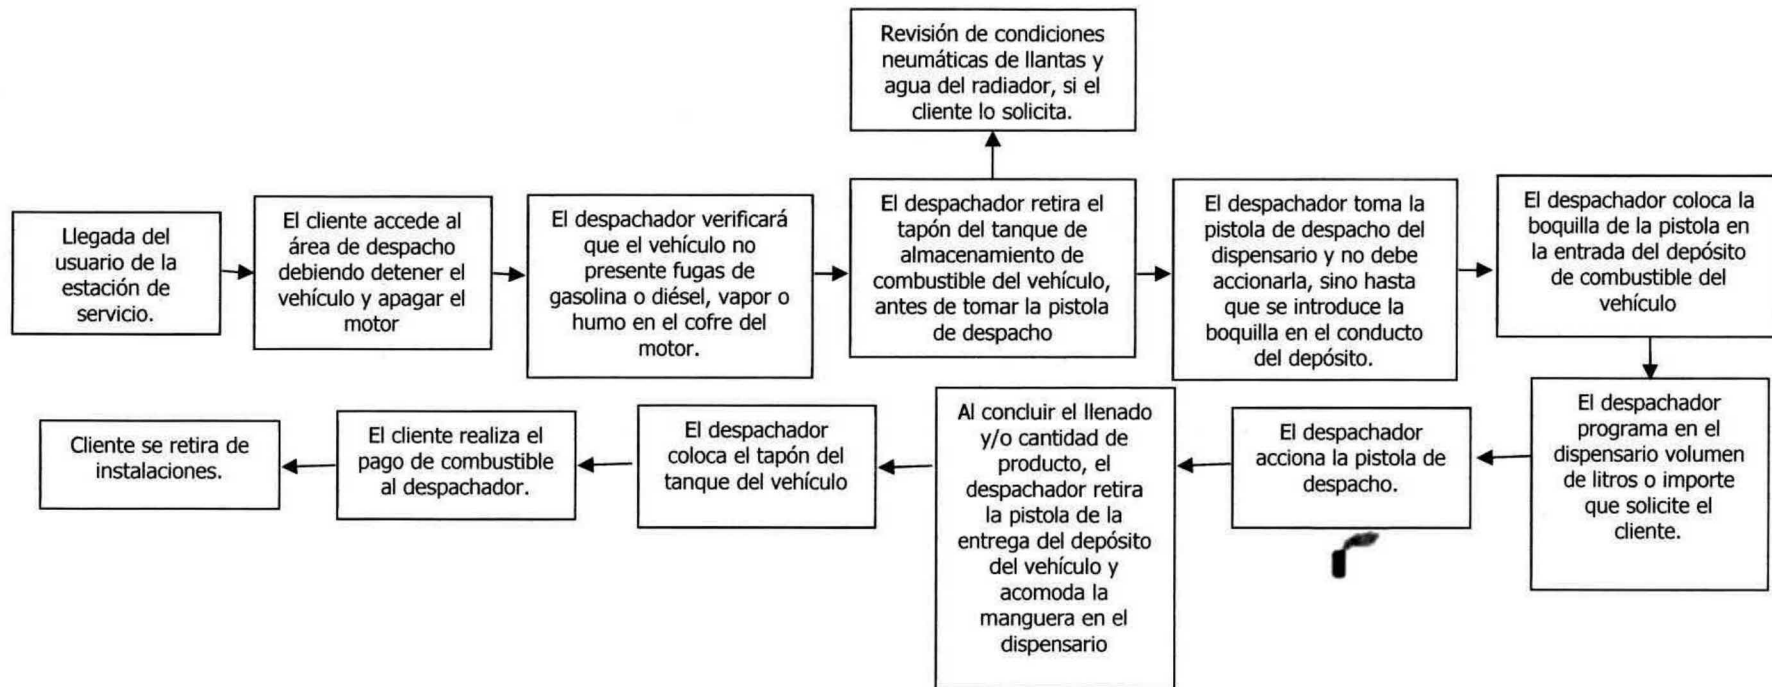 Revisión de condiciones
neumáticas de llantas y
agua del radiador, si el
cliente lo solicita.
Llegada del
usuario de la
estación de
servicio.
El cliente accede al
área de despacho
debiendo detener el
vehículo y apagar el
motor
El despachador verificará
que el vehículo no
presente fugas de
gasolina o diésel, vapor o
humo en el cofre del
motor.
El despachador retira el
tapón del tanque de
almacenamiento de
combustible del vehículo,
antes de tomar la pistola
de despacho
El despachador toma la
pistola de despacho del
dispensario y no debe
accionarla, sino hasta
que se introduce la
boquilla en el conducto
del depósito.
El despachador coloca la
boquilla de la pistola en
la entrada del depósito
de combustible del
vehículo
El despachador
programa en el
dispensario volumen
de litros o importe
que solicite el
cliente.
El despachador
acciona la pistola de
despacho.
Al concluir el llenado
y/o cantidad de
producto, el
despachador retira
la pistola de la
entrega del depósito
del vehículo y
acomoda la
manguera en el
dispensario
El despachador
coloca el tapón del
tanque del vehículo
El cliente realiza el
pago de combustible
al despachador.
Cliente se retira de
instalaciones.